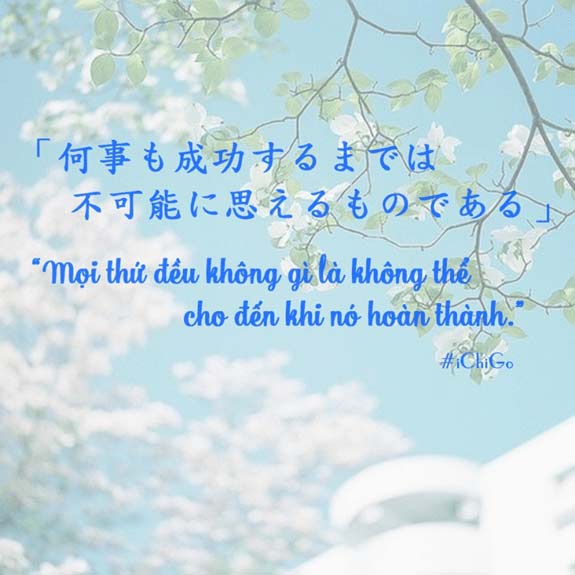 「何事も成功するまでは
不可能に思えるものである」
“Mọi thứ đều không gì là không thể
cho đến khi nó hoàn thành.”
#iChiGo